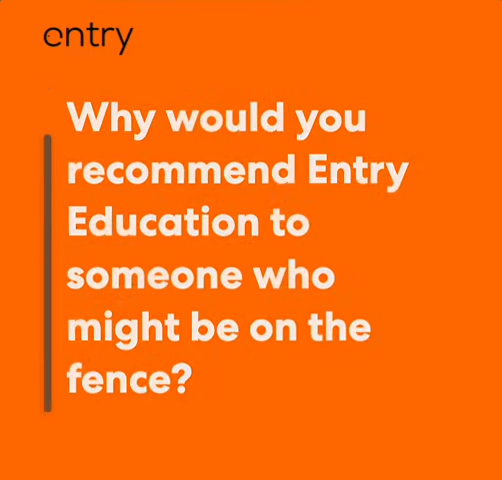 entry
Why would you
recommend Entry
Education to
someone who
might be on the
fence?